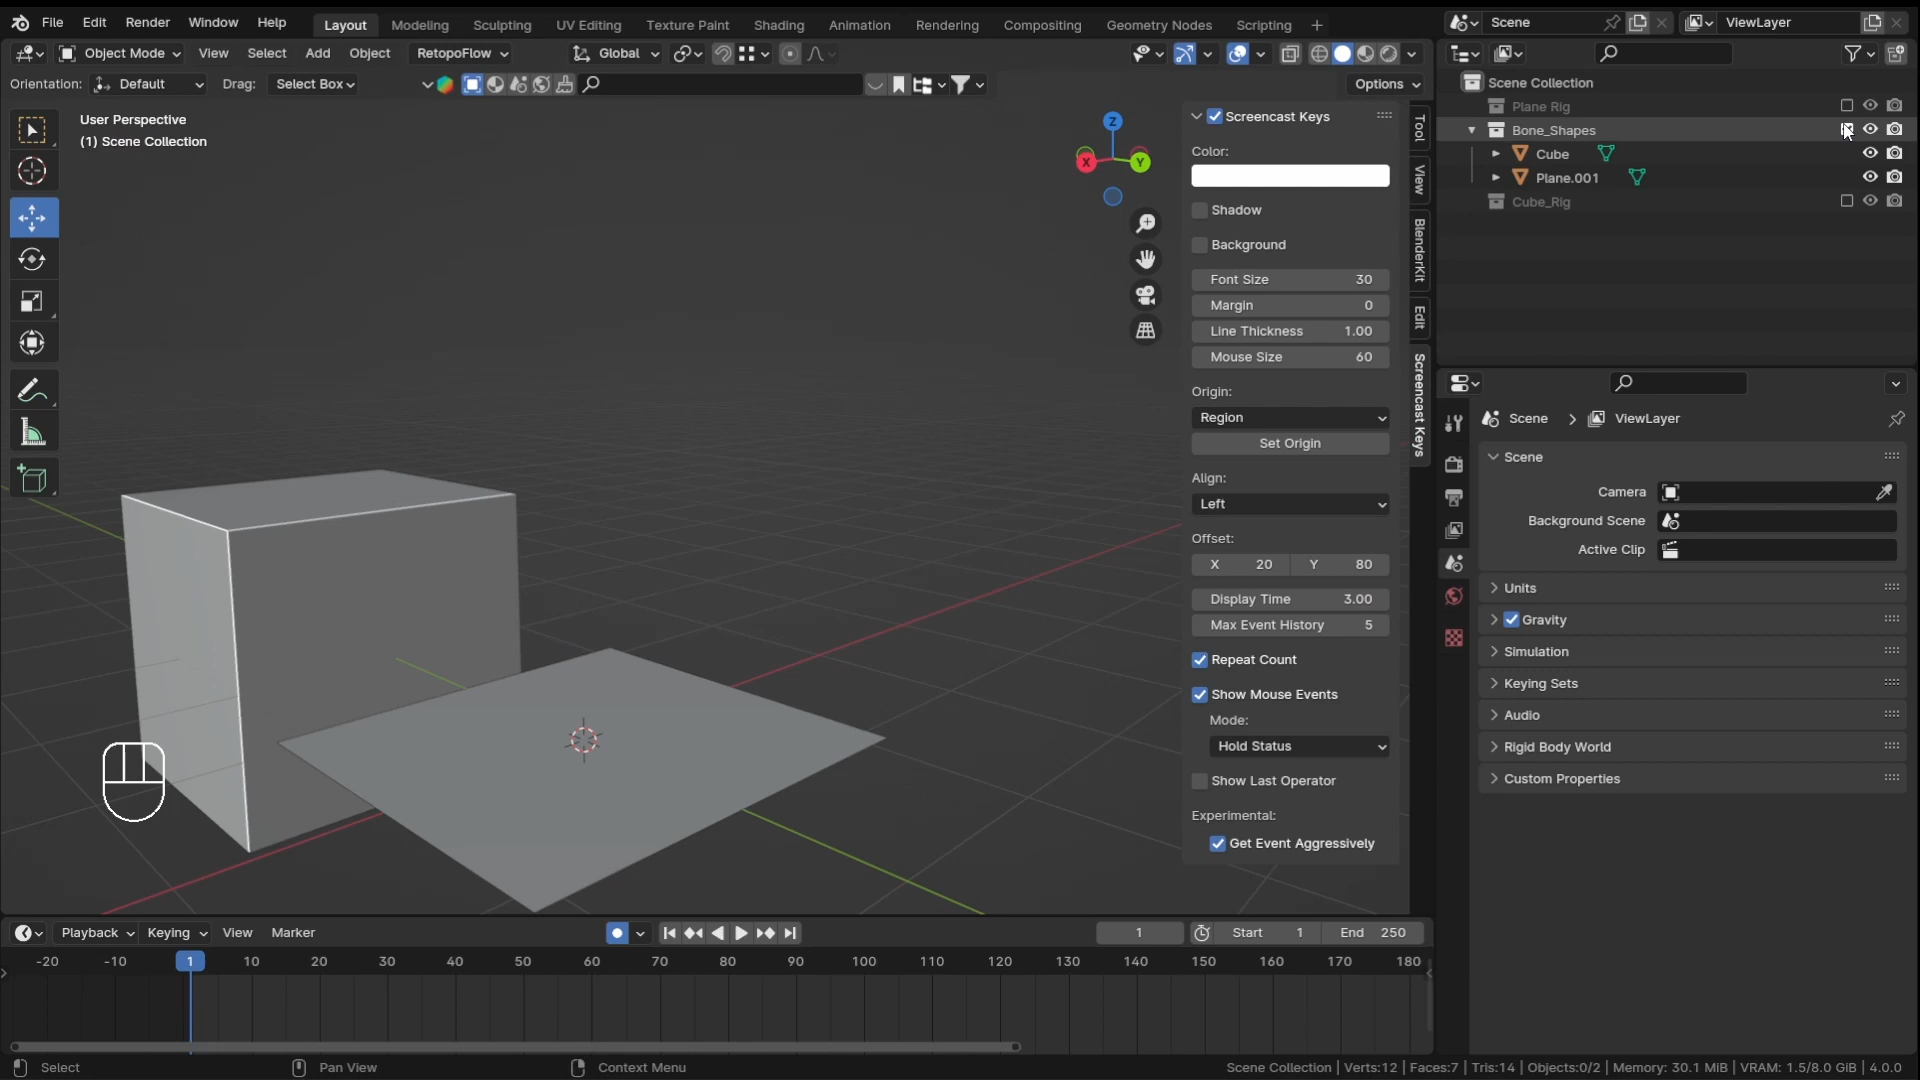 File Edit Render Window Help Layout Modeling Sculpting UV Editing Texture Paint Shading Animation Rendering Compositing Geometry Nodes Scripting + Scene ViewLayer
Object Mode View Select Add Object RetopoFlow Global
Orientation: Default Drag: Select Box Options
User Perspective
(1) Scene Collection
Z
X
Y
Screencast Keys
Color:
Shadow
Background
Font Size 30
Margin 0
Line Thickness 1.00
Mouse Size 60
Origin:
Region
Set Origin
Align:
Left
Offset:
X 20 Y 80
Display Time 3.00
Max Event History 5
Repeat Count
Show Mouse Events
Mode:
Hold Status
Show Last Operator
Experimental:
Get Event Aggressively
Tool
View
BlenderKit
Edit
Screencast Keys
Scene Collection
Plane Rig
Bone_Shapes
Cube
Plane.001
Cube_Rig
Scene > ViewLayer
Scene
Camera
Background Scene
Active Clip
Units
Gravity
Simulation
Keying Sets
Audio
Rigid Body World
Custom Properties
Playback Keying View Marker 1 Start 1 End 250
-20 -10 1 10 20 30 40 50 60 70 80 90 100 110 120 130 140 150 160 170 180
Select Pan View Context Menu Scene Collection | Verts:12 | Faces:7 | Tris:14 | Objects:0/2 | Memory: 30.1 MiB | VRAM: 1.5/8.0 GiB | 4.0.0